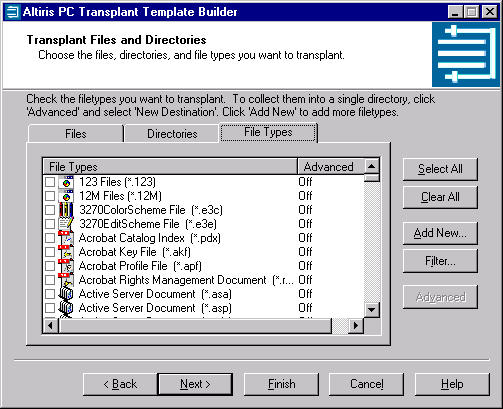 Altiris PC Transplant Template Builder
Transplant Files and Directories
Choose the files, directories, and file types you want to transplant.
Check the filetypes you want to transplant. To collect them into a single directory, click
'Advanced' and select 'New Destination'. Click 'Add New' to add more filetypes.
Files Directories File Types
File Types Advanced
123 Files (*.123) Off
12M Files (*.12M) Off
3270ColorScheme File (*.e3c) Off
3270EditScheme File (*.e3e) Off
Acrobat Catalog Index (*.pdx) Off
Acrobat Key File (*.akf) Off
Acrobat Profile File (*.apf) Off
Acrobat Rights Management Document (*.r... Off
Active Server Document (*.asa) Off
Active Server Document (*.asp) Off
Select All
Clear All
Add New...
Filter...
Advanced
< Back Next > Finish Cancel Help